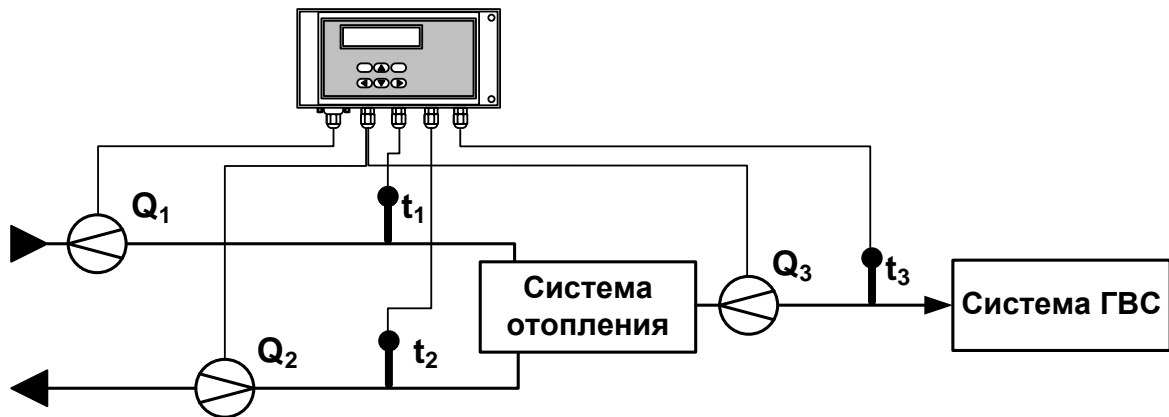 Q₁
t₁
Q₃
t₃
Система
отопления
Система ГВС
Q₂
t₂